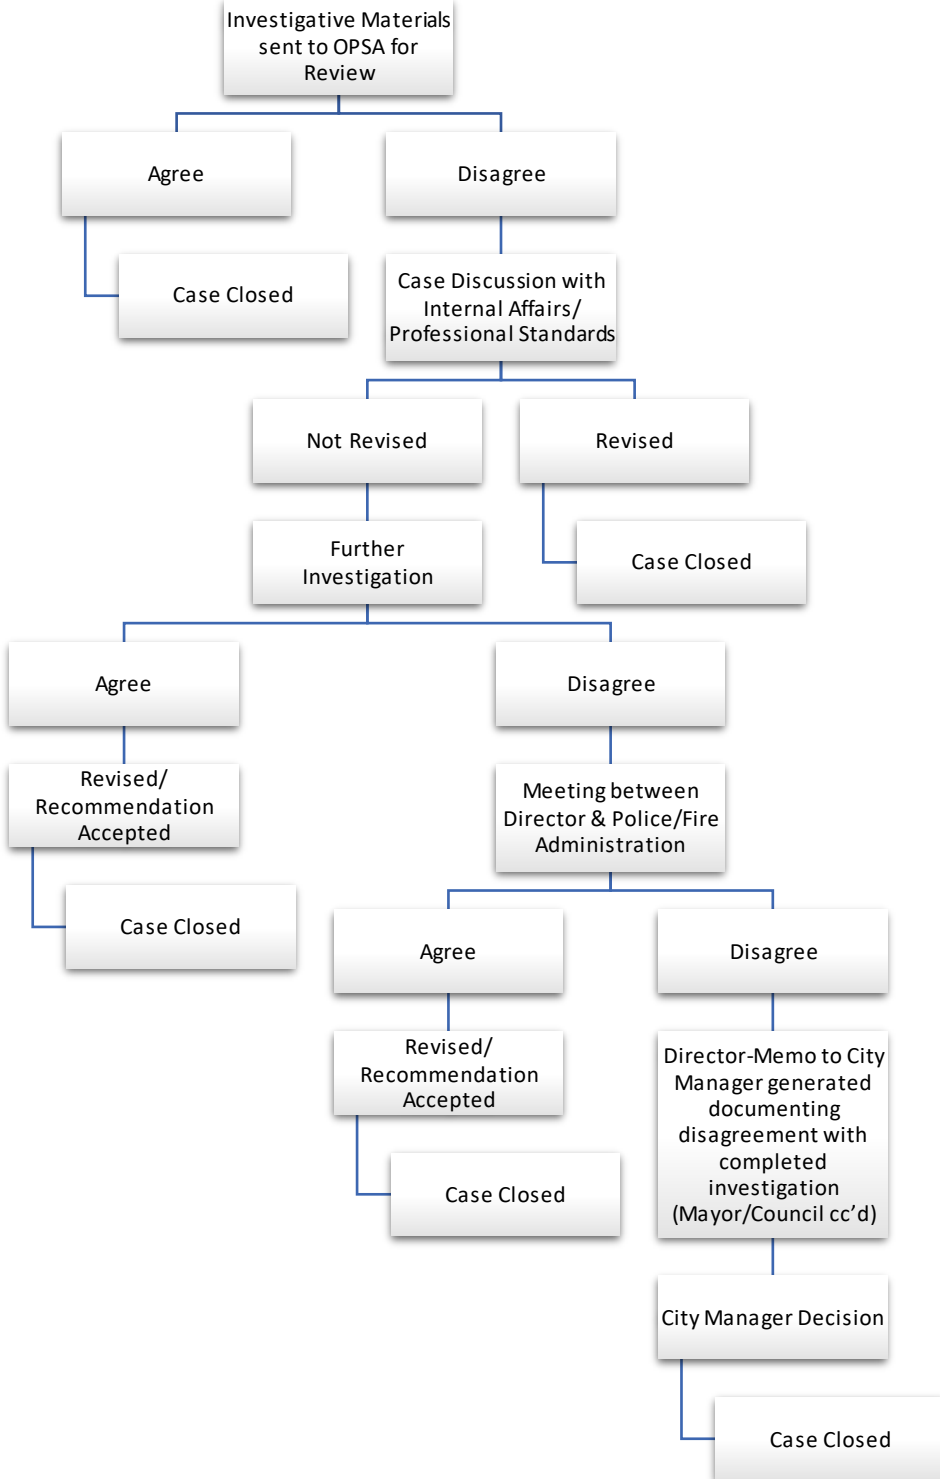 Investigative Materials
sent to OPSA for
Review
Agree
Disagree
Case Closed
Case Discussion with
Internal Affairs/
Professional Standards
Not Revised
Revised
Further
Investigation
Case Closed
Agree
Disagree
Revised/
Recommendation
Accepted
Meeting between
Director & Police/Fire
Administration
Case Closed
Agree
Disagree
Revised/
Recommendation
Accepted
Director-Memo to City
Manager generated
documenting
disagreement with
completed
investigation
(Mayor/Council cc’d)
Case Closed
City Manager Decision
Case Closed